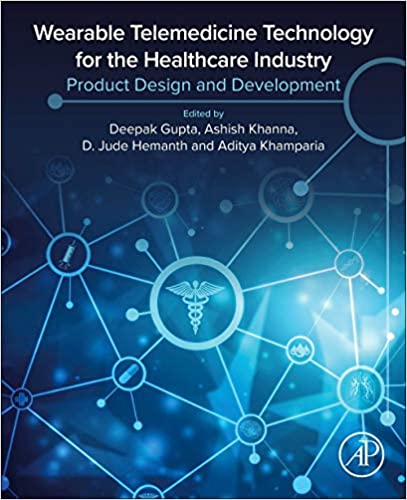 Wearable Telemedicine Technology
for the Healthcare Industry
Product Design and Development
Edited by
Deepak Gupta, Ashish Khanna,
D. Jude Hemanth and Aditya Khamparia
AP